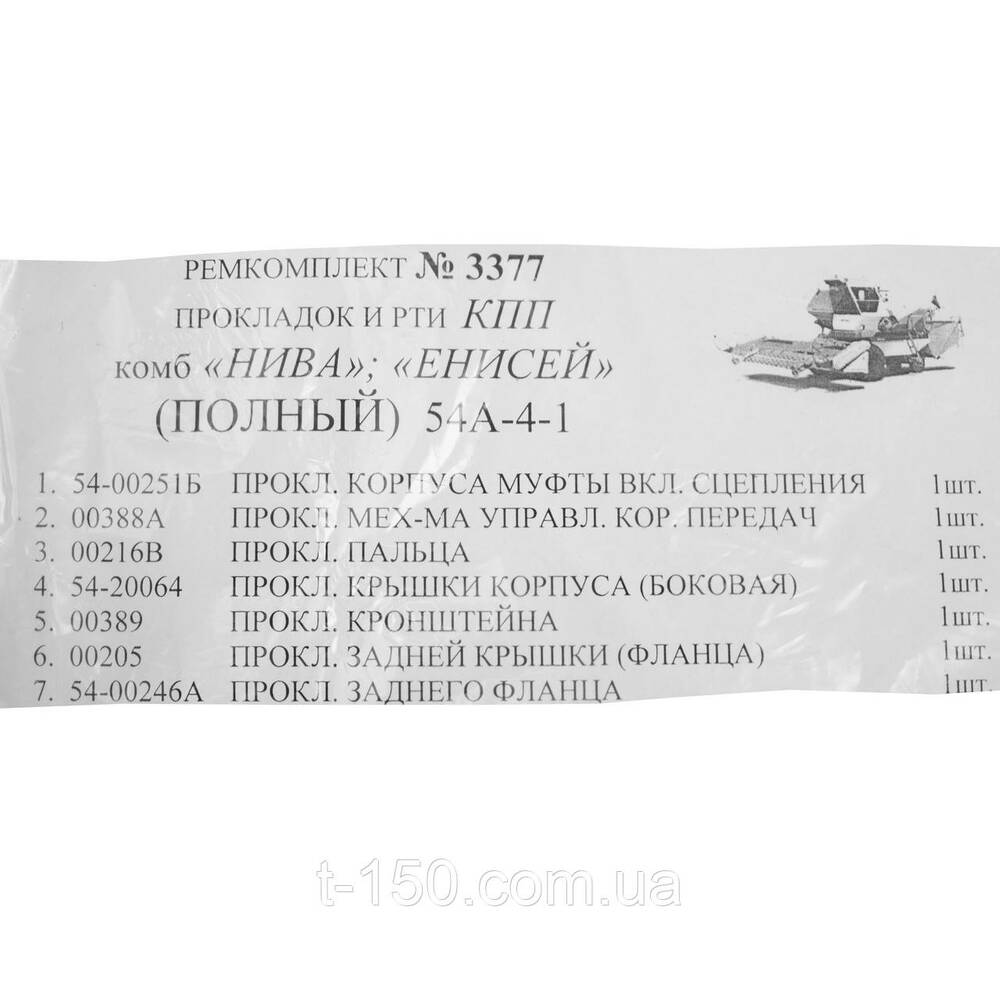 РЕМКОМПЛЕКТ № 3377
ПРОКЛАДОК И РТИ КПП
комб «НИВА»; «ЕНИСЕЙ»
(ПОЛНЫЙ) 54А-4-1
1. 54-00251Б ПРОКЛ. КОРПУСА МУФТЫ ВКЛ. СЦЕПЛЕНИЯ 1шт.
2. 00388А ПРОКЛ. МЕХ-МА УПРАВЛ. КОР. ПЕРЕДАЧ 1шт.
3. 00216В ПРОКЛ. ПАЛЬЦА 1шт.
4. 54-20064 ПРОКЛ. КРЫШКИ КОРПУСА (БОКОВАЯ) 1шт.
5. 00389 ПРОКЛ. КРОНШТЕЙНА 1шт.
6. 00205 ПРОКЛ. ЗАДНЕЙ КРЫШКИ (ФЛАНЦА) 1шт.
7. 54-00246А ПРОКЛ. ЗАДНЕГО ФЛАНЦА 1шт.
t-150.com.ua